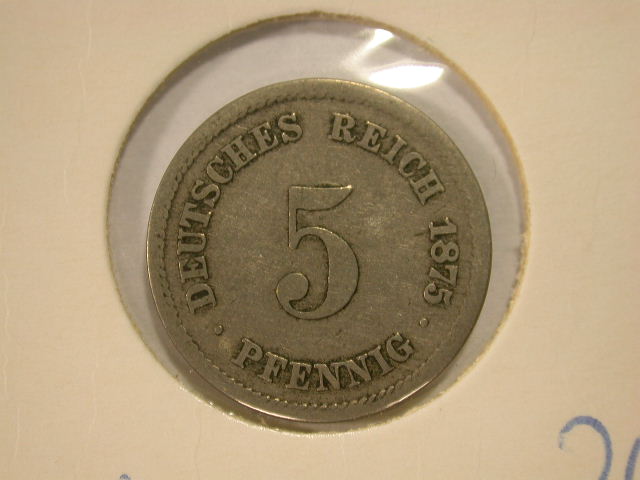 DEUTSCHES REICH 1875
5
· PFENNIG ·